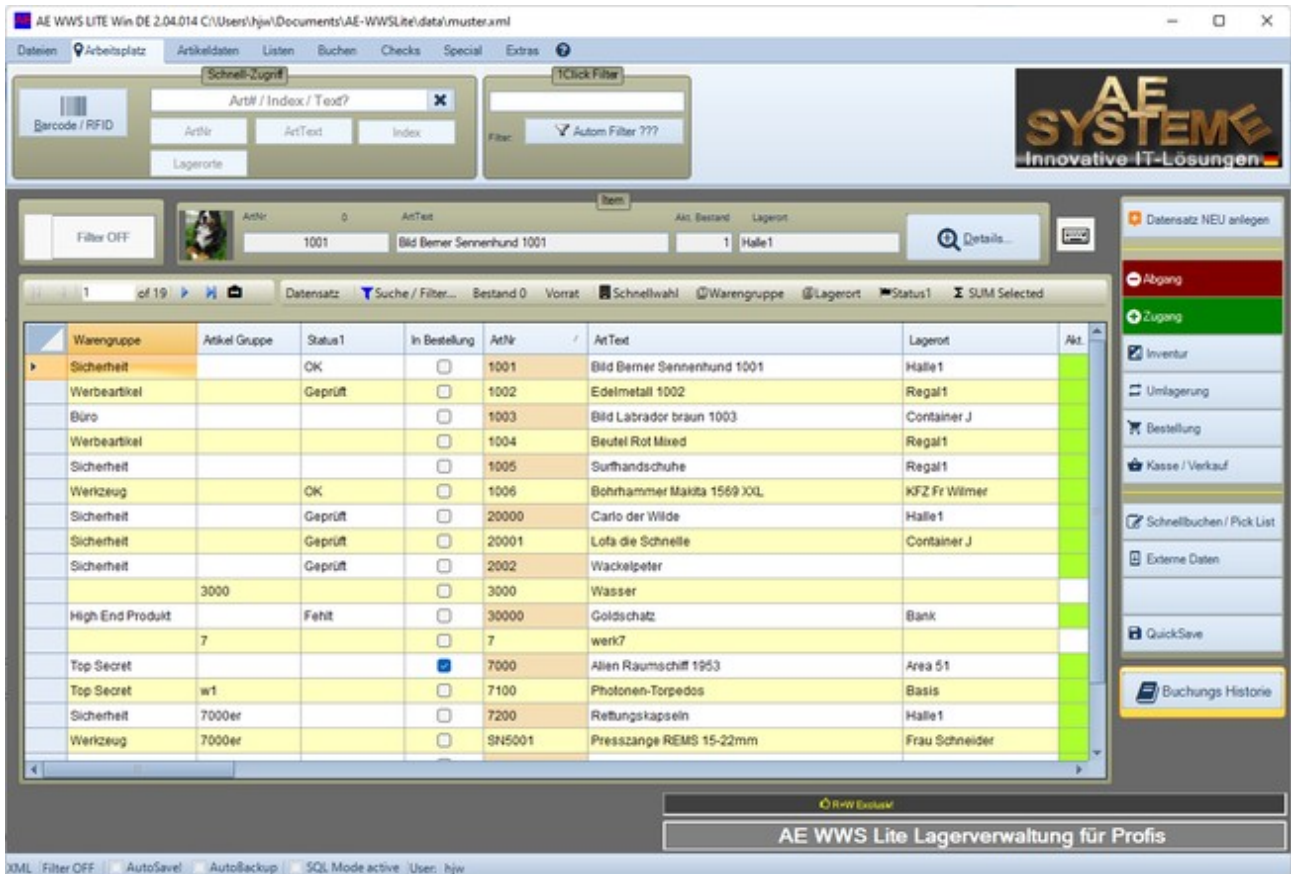 AE WWS LITE Win DE 2.04.014 C:\Users\hjw\Documents\AE-WWSLite\data\muster.xml
Dateien Arbeitsplatz Artikeldaten Listen Buchen Checks Special Extras
Schnell-Zugriff 1Click Filter
Barcode / RFID Art# / Index / Text?
ArtNr ArtText Index
Lagerorte
Filter: Autom Filter ???
AE
SYSTEME
Innovative IT-Lösungen
Item
Filter OFF
ArtNr 0 ArtText Akt. Bestand Lagerort
1001 Bild Berner Sennenhund 1001 1 Halle1
Details...
1 of 19 Datensatz Suche / Filter... Bestand 0 Vorrat Schnellwahl Warengruppe Lagerort Status1 Σ SUM Selected
Warengruppe Artikel Gruppe Status1 In Bestellung ArtNr / ArtText Lagerort Akt.
Sicherheit OK 1001 Bild Berner Sennenhund 1001 Halle1
Werbeartikel Geprüft 1002 Edelmetall 1002 Regal1
Büro 1003 Bild Labrador braun 1003 Container J
Werbeartikel 1004 Beutel Rot Mixed Regal1
Sicherheit 1005 Surfhandschuhe Regal1
Werkzeug OK 1006 Bohrhammer Makita 1569 XXL KFZ Fr Wilmer
Sicherheit Geprüft 20000 Carlo der Wilde Halle1
Sicherheit Geprüft 20001 Lofa die Schnelle Container J
Sicherheit Geprüft 2002 Wackelpeter
3000 3000 Wasser
High End Produkt Fehlt 30000 Goldschatz Bank
7 7 werk7
Top Secret 7000 Alien Raumschiff 1953 Area 51
Top Secret w1 7100 Photonen-Torpedos Basis
Sicherheit 7000er 7200 Rettungskapseln Halle1
Werkzeug 7000er SN5001 Presszange REMS 15-22mm Frau Schneider
Datensatz NEU anlegen
Abgang
Zugang
Inventur
Umlagerung
Bestellung
Kasse / Verkauf
Schnellbuchen / Pick List
Externe Daten
QuickSave
Buchungs Historie
R+W Exclusiv!
AE WWS Lite Lagerverwaltung für Profis
XML Filter OFF AutoSave! AutoBackup SQL Mode active User: hjw